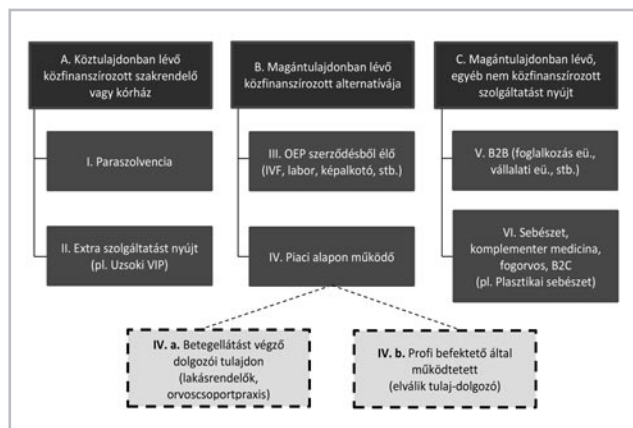 A. Köztulajdonban lévő
közfinanszírozott szakrendelő
vagy kórház
I. Paraszolvencia
II. Extra szolgáltatást nyújt
(pl. Uzsoki VIP)
B. Magántulajdonban lévő
közfinanszírozott alternatívája
III. OEP szerződésből élő
(IVF, labor, képalkotó, stb.)
IV. Piaci alapon működő
IV. a. Betegellátást végző
dolgozói tulajdon
(lakásrendelők,
orvoscsoportpraxis)
IV. b. Profi befektető által
működtetett
(elválik tulaj-dolgozó)
C. Magántulajdonban lévő,
egyéb nem közfinanszírozott
szolgáltatást nyújt
V. B2B (foglalkozás eü.,
vállalati eü., stb.)
VI. Sebészet,
komplementer medicina,
fogorvos, B2C
(pl. Plasztikai sebészet)